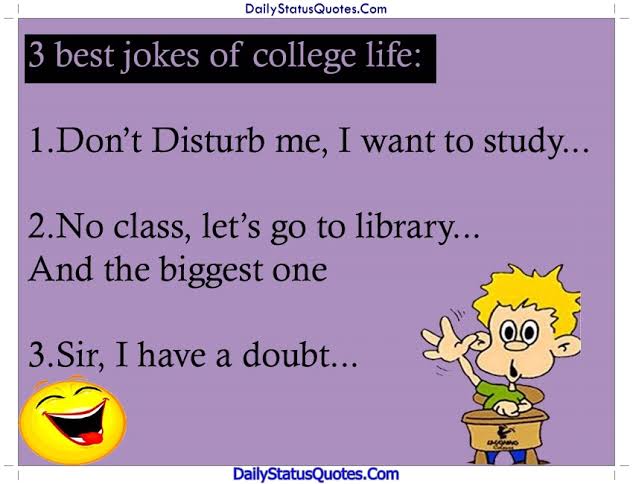 DailyStatusQuotes.Com
3 best jokes of college life:
1.Don't Disturb me, I want to study...
2.No class, let's go to library...
And the biggest one
3.Sir, I have a doubt...
DailyStatusQuotes.Com